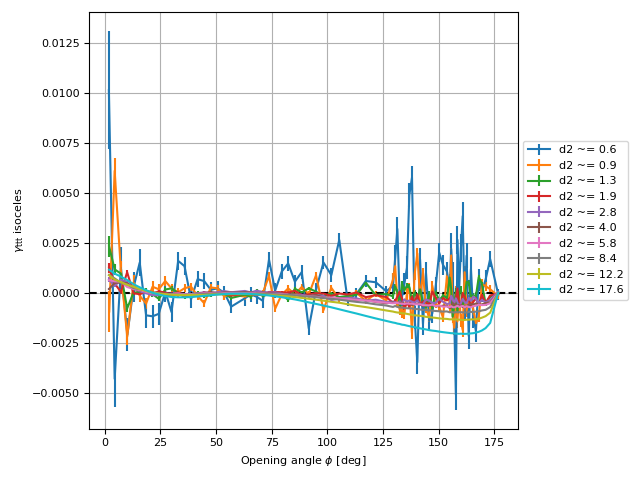 0.0125
0.0100
0.0075
0.0050
0.0025
0.0000
−0.0025
−0.0050
γttt isoceles
0 25 50 75 100 125 150 175
Opening angle ϕ [deg]
d2 ~= 0.6
d2 ~= 0.9
d2 ~= 1.3
d2 ~= 1.9
d2 ~= 2.8
d2 ~= 4.0
d2 ~= 5.8
d2 ~= 8.4
d2 ~= 12.2
d2 ~= 17.6